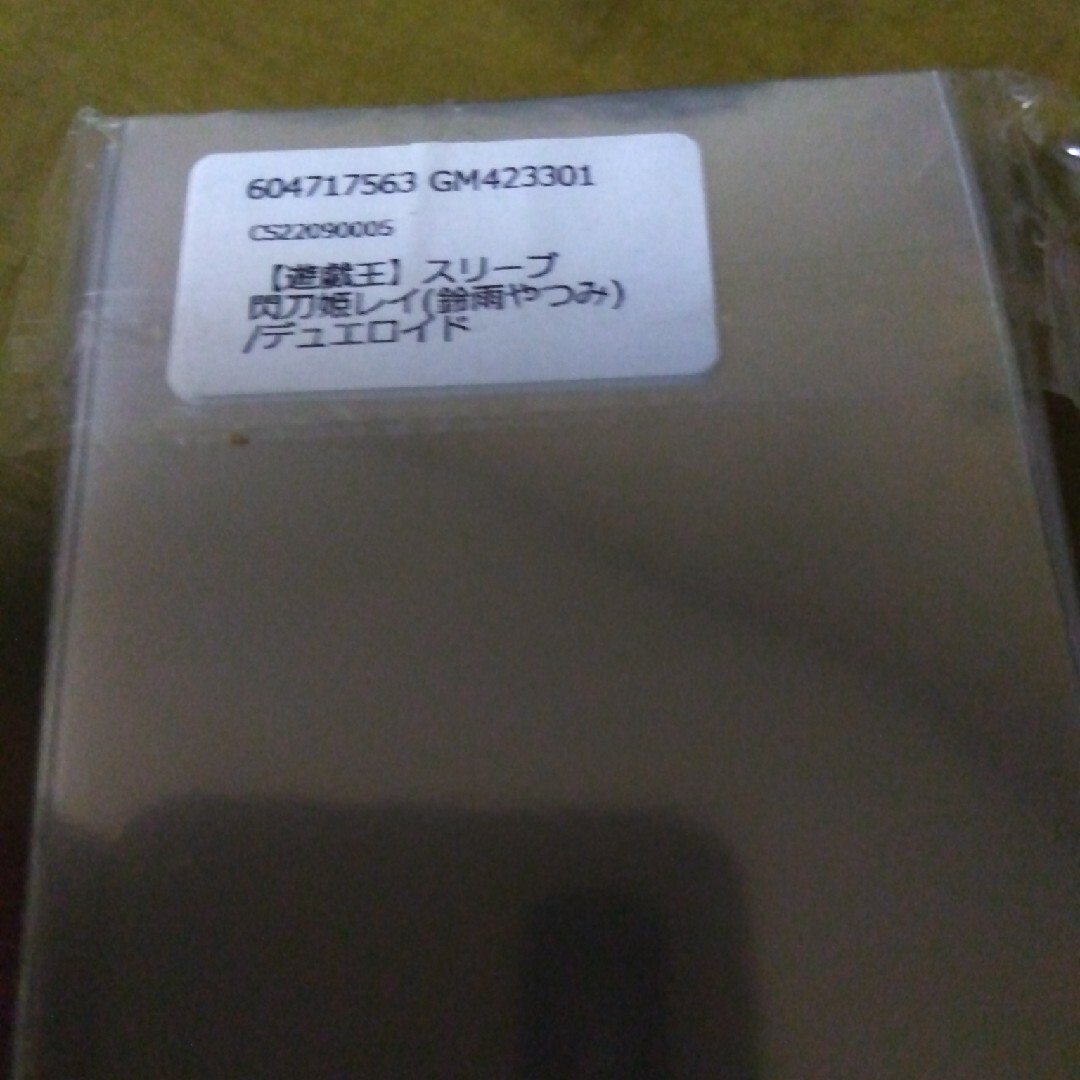 604717563 GM423301
CS22090005
【遊戯王】スリーブ
閃刀姫レイ(鈴雨やつみ)
/デュエロイド